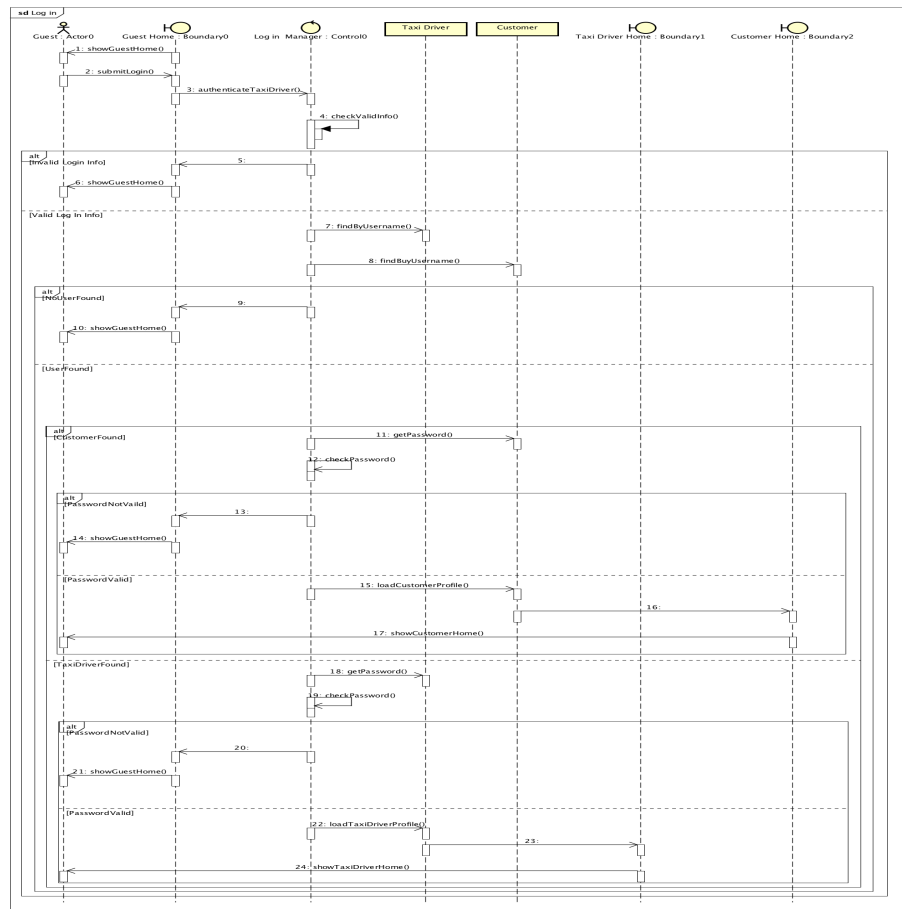 sd Log in
Guest : Actor0
Guest Home : Boundary0
Log in Manager : Control0
Taxi Driver
Customer
Taxi Driver Home : Boundary1
Customer Home : Boundary2
1: showGuestHome()
2: submitLogin()
3: authenticateTaxiDriver()
4: checkValidInfo()
alt
[Invalid Login Info]
5:
6: showGuestHome()
[Valid Log In Info]
7: findByUsername()
8: findBuyUsername()
alt
[NoUserFound]
9:
10: showGuestHome()
[UserFound]
alt
[CustomerFound]
11: getPassword()
12: checkPassword()
alt
[PasswordNotVaild]
13:
14: showGuestHome()
[PasswordValid]
15: loadCustomerProfile()
16:
17: showCustomerHome()
[TaxiDriverFound]
18: getPassword()
19: checkPassword()
alt
[PasswordNotValid]
20:
21: showGuestHome()
[PasswordValid]
22: loadTaxiDriverProfile()
23:
24: showTaxiDriverHome()